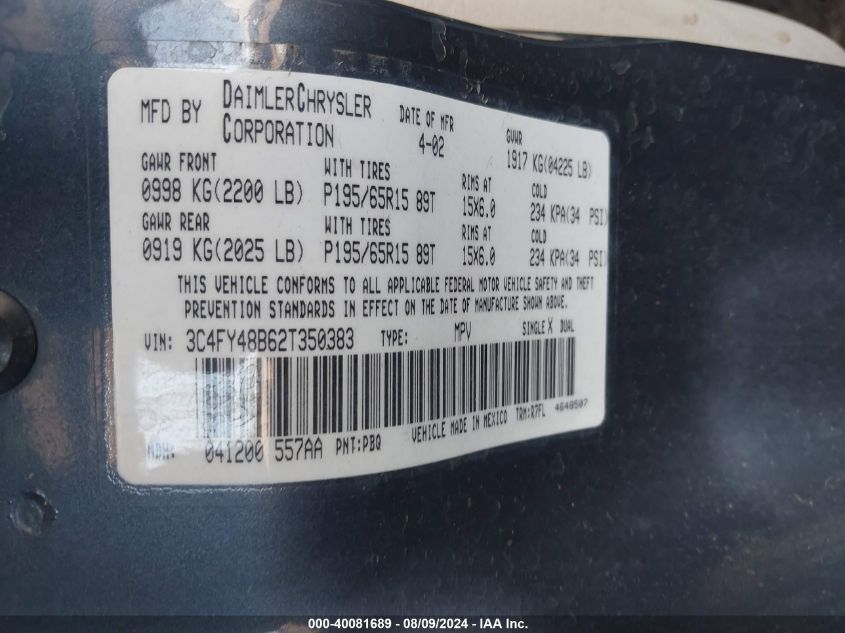 MFD BY DAIMLERCHRYSLER CORPORATION
DATE OF MFR 4-02
GVWR 1917 KG(04225 LB)
GAWR FRONT WITH TIRES RIMS AT COLD
0998 KG(2200 LB) P195/65R15 89T 15X6.0 234 KPA(34 PSI)
GAWR REAR WITH TIRES RIMS AT COLD
0919 KG(2025 LB) P195/65R15 89T 15X6.0 234 KPA(34 PSI)
THIS VEHICLE CONFORMS TO ALL APPLICABLE FEDERAL MOTOR VEHICLE SAFETY AND THEFT
PREVENTION STANDARDS IN EFFECT ON THE DATE OF MANUFACTURE SHOWN ABOVE.
VIN: 3C4FY48B62T350383 TYPE: MPV SINGLE X DUAL
MDH: 041200 557AA PNT:PBQ VEHICLE MADE IN MEXICO TRM:R7FL 4648507
000-40081689 - 08/09/2024 - IAA Inc.